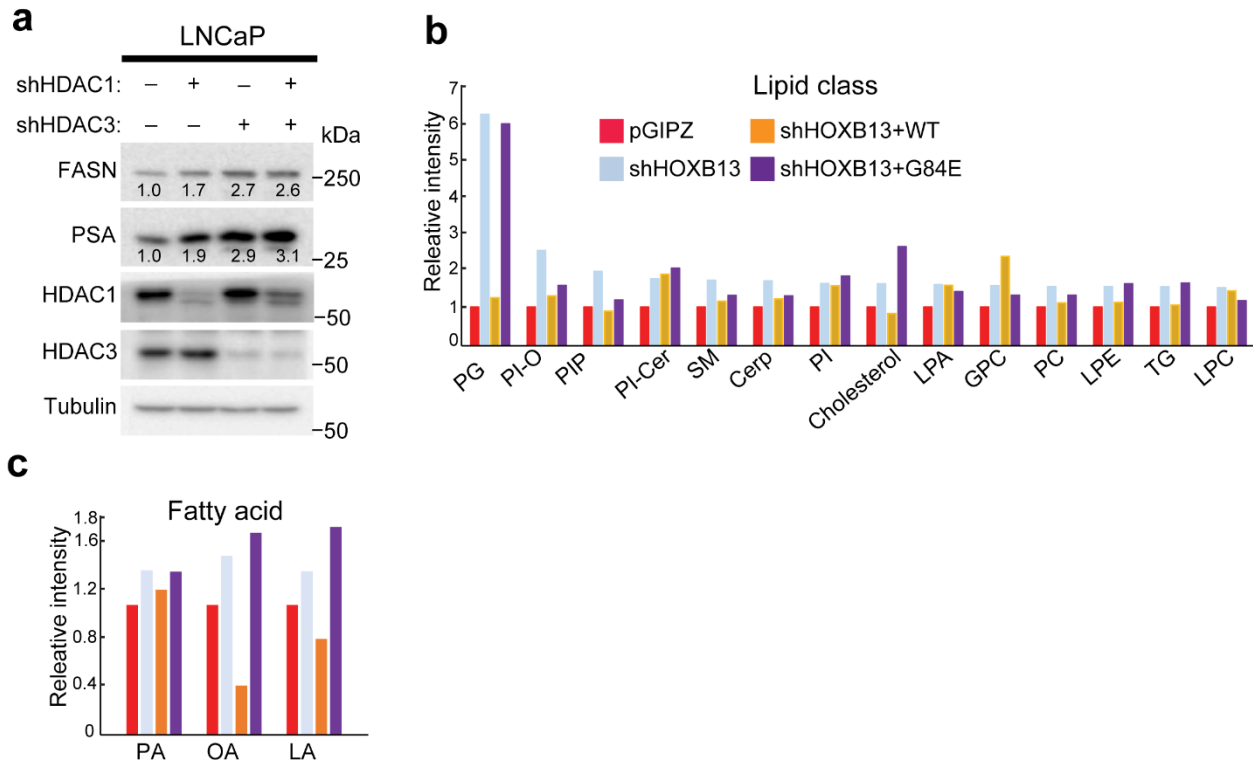 a
LNCaP
shHDAC1: – + – +
shHDAC3: – – + +
kDa
FASN
1.0 1.7 2.7 2.6
–250
PSA
1.0 1.9 2.9 3.1
–25
HDAC1
–50
HDAC3
–50
Tubulin
–50
b
Lipid class
pGIPZ
shHOXB13
shHOXB13+WT
shHOXB13+G84E
Releative intensity
7
6
5
4
3
2
1
0
PG PI-O PIP PI-Cer SM Cerp PI Cholesterol LPA GPC PC LPE TG LPC
c
Fatty acid
Releative intensity
1.8
1.6
1.2
0.8
0.4
0
PA OA LA